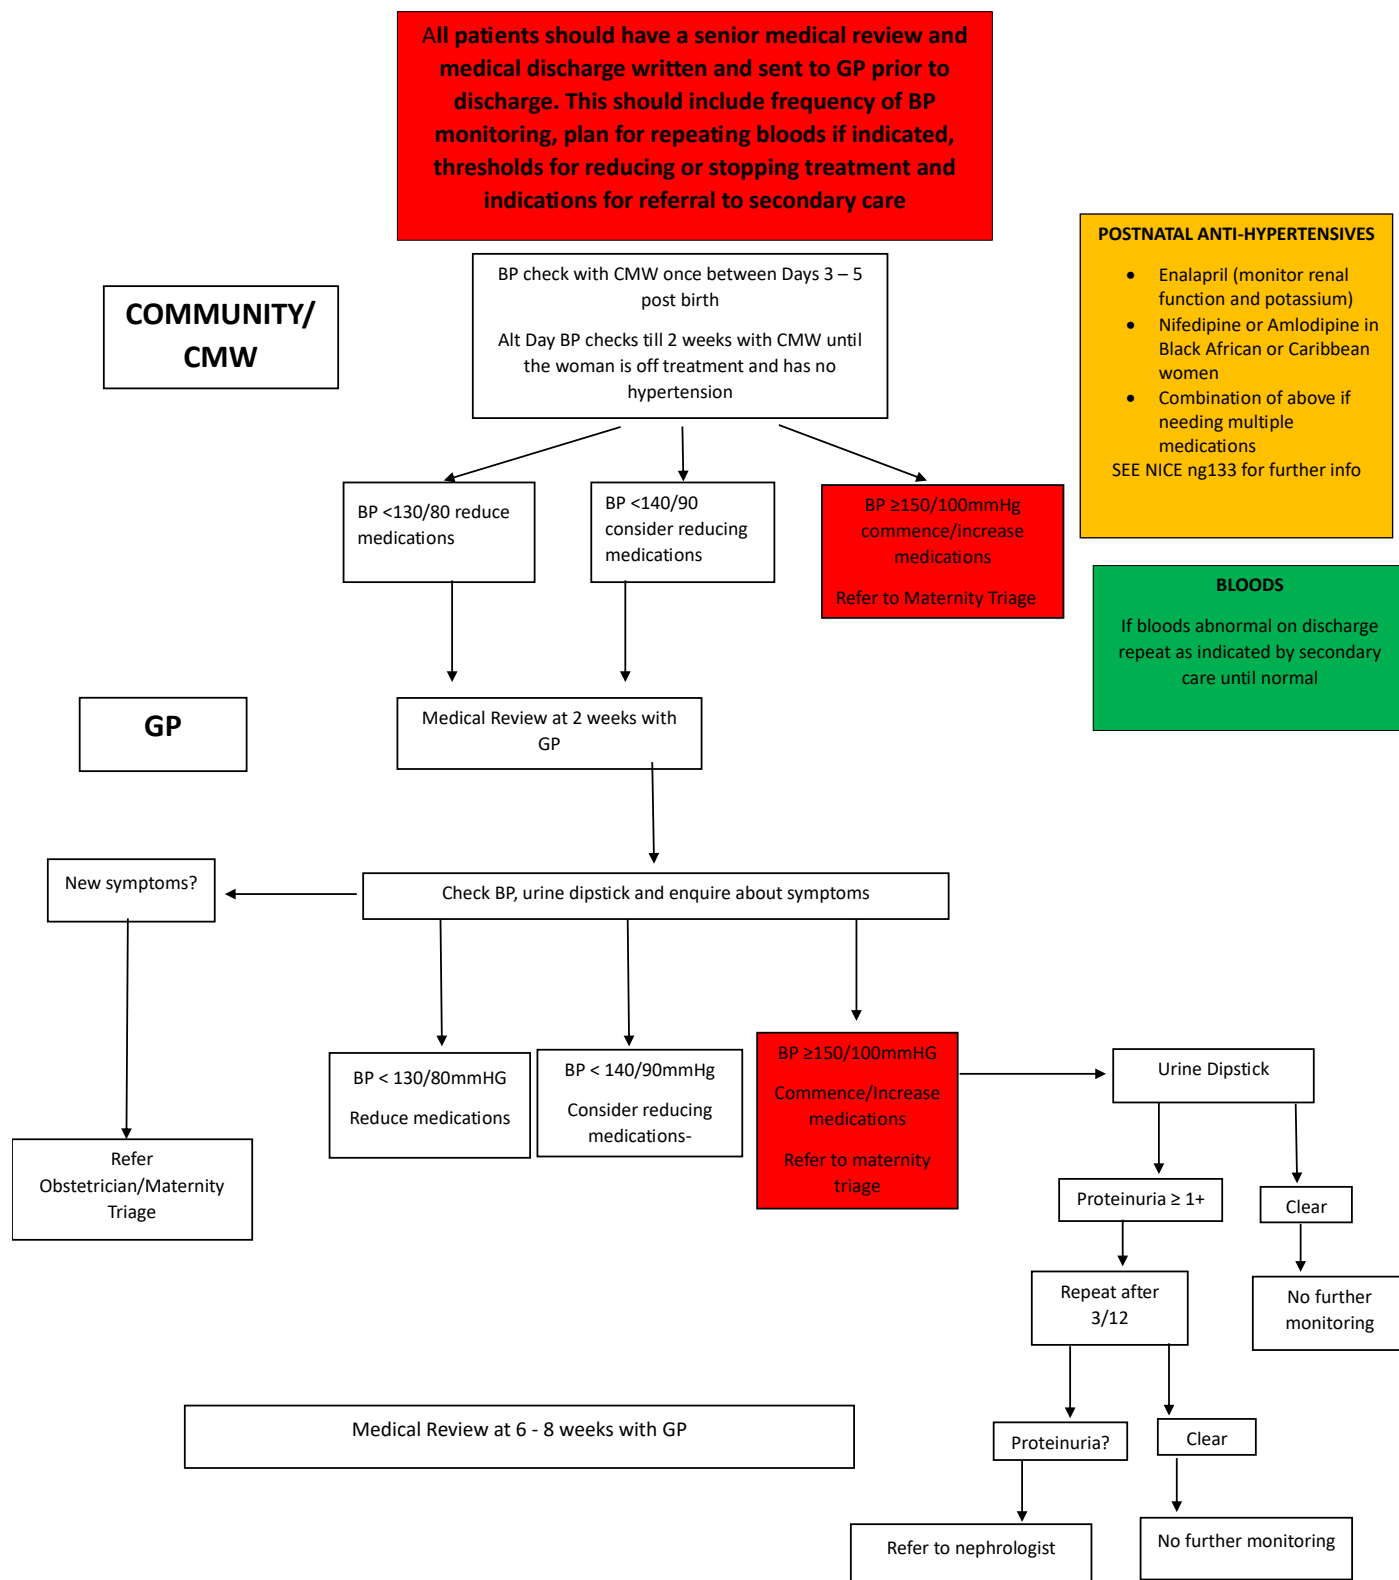 All patients should have a senior medical review and
medical discharge written and sent to GP prior to
discharge. This should include frequency of BP
monitoring, plan for repeating bloods if indicated,
thresholds for reducing or stopping treatment and
indications for referral to secondary care
POSTNATAL ANTI-HYPERTENSIVES
• Enalapril (monitor renal
function and potassium)
• Nifedipine or Amlodipine in
Black African or Caribbean
women
• Combination of above if
needing multiple
medications
SEE NICE ng133 for further info
COMMUNITY/
CMW
BP check with CMW once between Days 3 – 5
post birth
Alt Day BP checks till 2 weeks with CMW until
the woman is off treatment and has no
hypertension
BP <130/80 reduce
medications
BP <140/90
consider reducing
medications
BP ≥150/100mmHg
commence/increase
medications
Refer to Maternity Triage
BLOODS
If bloods abnormal on discharge
repeat as indicated by secondary
care until normal
GP
Medical Review at 2 weeks with
GP
New symptoms?
Check BP, urine dipstick and enquire about symptoms
Refer
Obstetrician/Maternity
Triage
BP < 130/80mmHG
Reduce medications
BP < 140/90mmHg
Consider reducing
medications-
BP ≥150/100mmHG
Commence/Increase
medications
Refer to maternity
triage
Urine Dipstick
Proteinuria ≥ 1+
Clear
Repeat after
3/12
No further
monitoring
Medical Review at 6 - 8 weeks with GP
Proteinuria?
Clear
Refer to nephrologist
No further monitoring